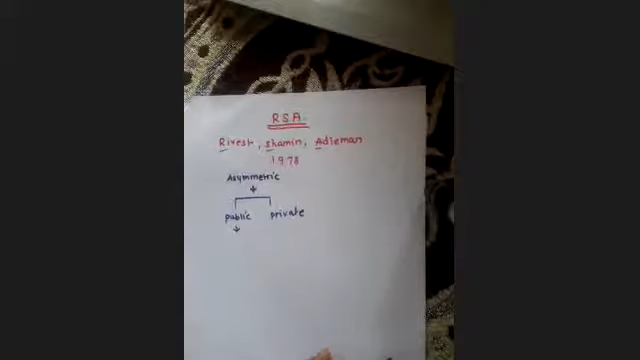 RSA
Rivest, shamin, Adleman
1978
Asymmetric
public private